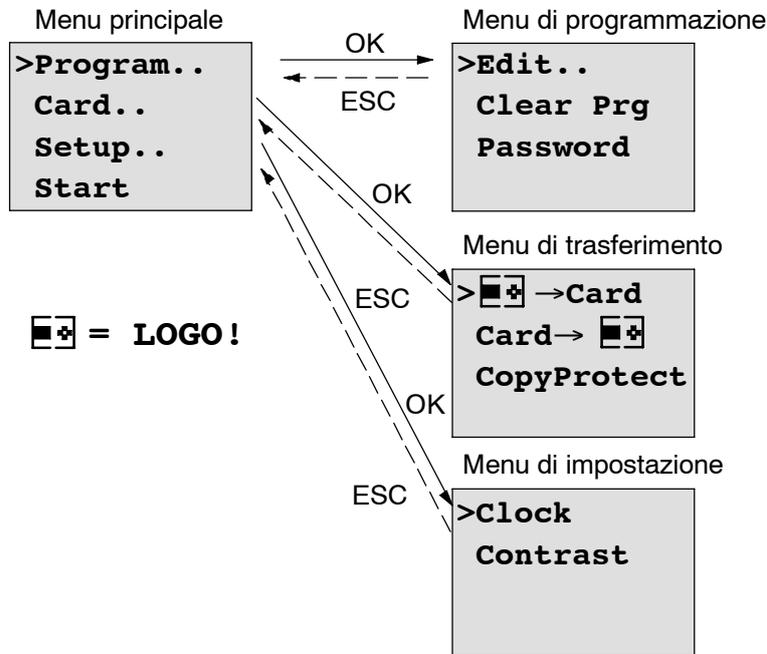 Menu principale
>Program..
Card..
Setup..
Start
OK
ESC
Menu di programmazione
>Edit..
Clear Prg
Password
OK
ESC
Menu di trasferimento
> →Card
Card→
CopyProtect
= LOGO!
OK
ESC
Menu di impostazione
>Clock
Contrast